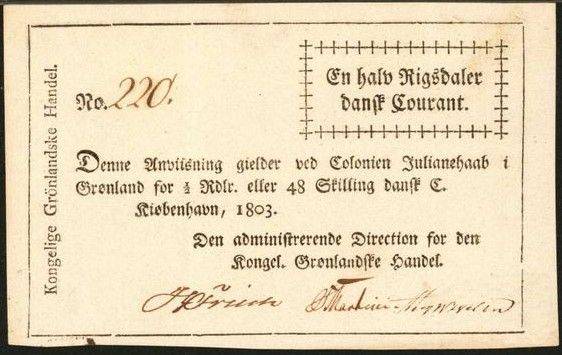 Kongelige Grönlandske Handel.
No. 220.
En halv Rigsdaler
dansk Courant.
Denne Anviisning gielder ved Colonien Julianehaab i
Grønland for ½ Rdlr. eller 48 Skilling dansk C.
Kiøbenhavn, 1803.
Den administrerende Direction for den
Kongel. Grønlandske Handel.